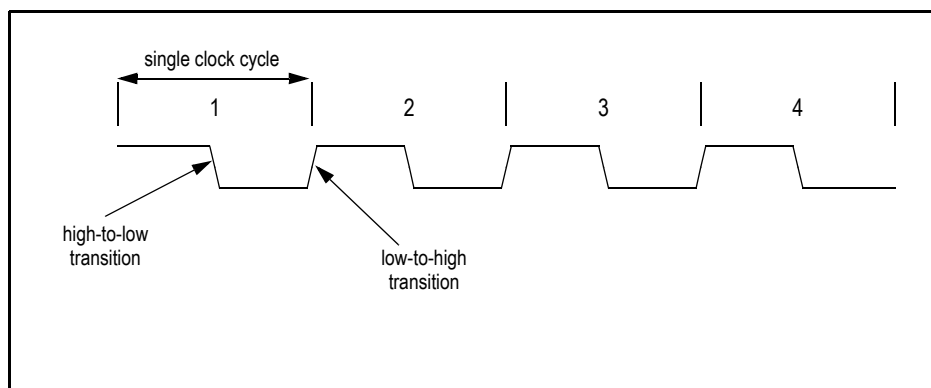 single clock cycle
1 2 3 4
high-to-low
transition
low-to-high
transition